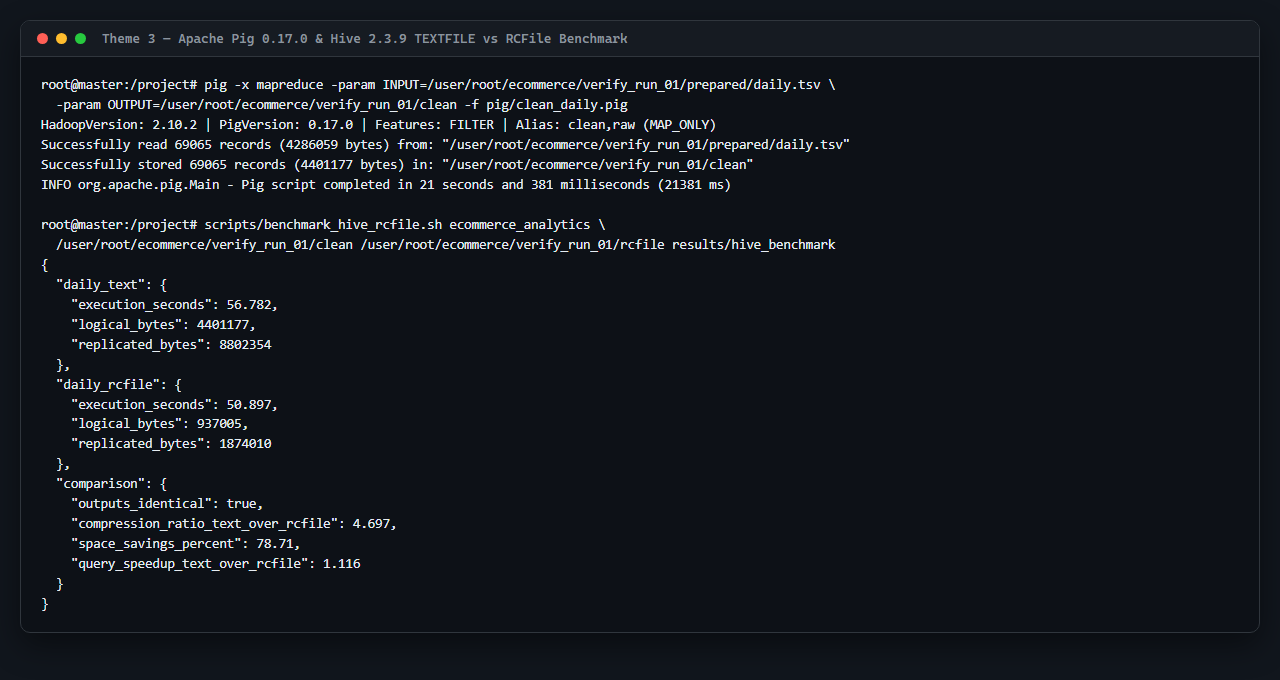 Theme 3 — Apache Pig 0.17.0 & Hive 2.3.9 TEXTFILE vs RCFile Benchmark
root@master:/project# pig -x mapreduce -param INPUT=/user/root/ecommerce/verify_run_01/prepared/daily.tsv \
  -param OUTPUT=/user/root/ecommerce/verify_run_01/clean -f pig/clean_daily.pig
HadoopVersion: 2.10.2 | PigVersion: 0.17.0 | Features: FILTER | Alias: clean,raw (MAP_ONLY)
Successfully read 69065 records (4286059 bytes) from: "/user/root/ecommerce/verify_run_01/prepared/daily.tsv"
Successfully stored 69065 records (4401177 bytes) in: "/user/root/ecommerce/verify_run_01/clean"
INFO org.apache.pig.Main - Pig script completed in 21 seconds and 381 milliseconds (21381 ms)
root@master:/project# scripts/benchmark_hive_rcfile.sh ecommerce_analytics \
  /user/root/ecommerce/verify_run_01/clean /user/root/ecommerce/verify_run_01/rcfile results/hive_benchmark
{
  "daily_text": {
    "execution_seconds": 56.782,
    "logical_bytes": 4401177,
    "replicated_bytes": 8802354
  },
  "daily_rcfile": {
    "execution_seconds": 50.897,
    "logical_bytes": 937005,
    "replicated_bytes": 1874010
  },
  "comparison": {
    "outputs_identical": true,
    "compression_ratio_text_over_rcfile": 4.697,
    "space_savings_percent": 78.71,
    "query_speedup_text_over_rcfile": 1.116
  }
}